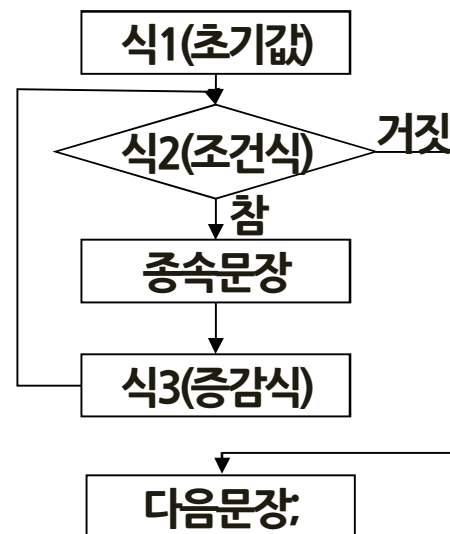 식1(초기값)
식2(조건식)
거짓
참
종속문장
식3(증감식)
다음문장;